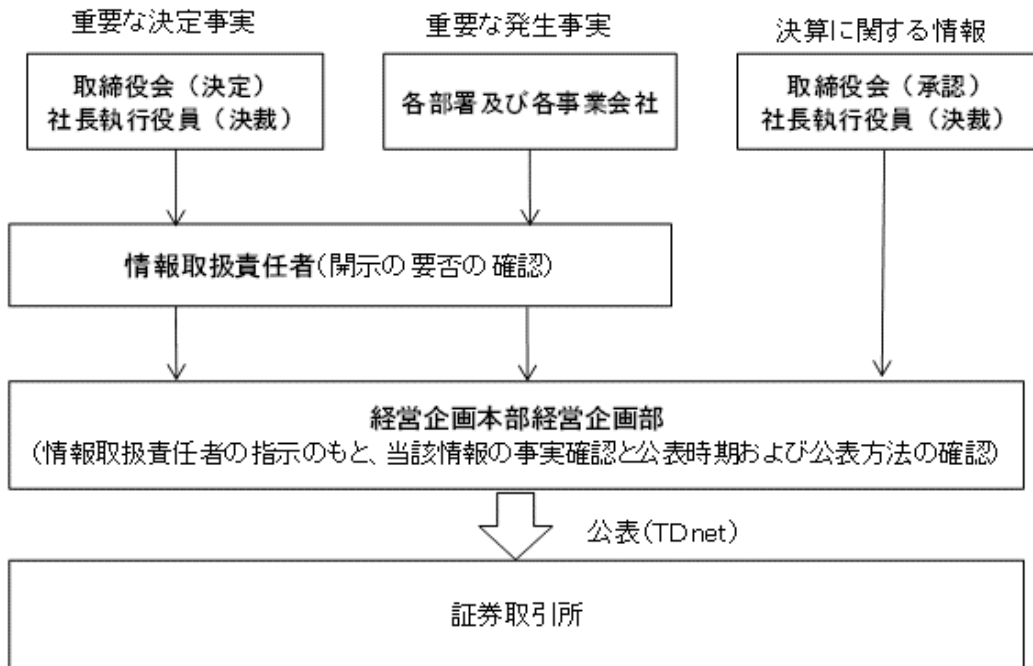 重要な決定事実
重要な発生事実
決算に関する情報
取締役会（決定）
社長執行役員（決裁）
各部署及び各事業会社
取締役会（承認）
社長執行役員（決裁）
情報取扱責任者(開示の要否の確認)
経営企画本部経営企画部
(情報取扱責任者の指示のもと、当該情報の事実確認と公表時期および公表方法の確認)
公表(TDnet)
証券取引所